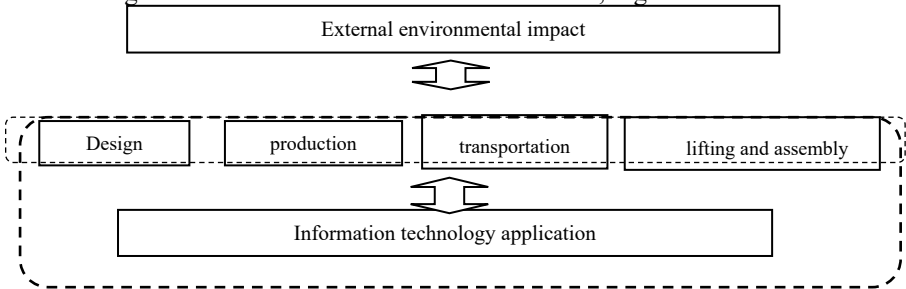 External environmental impact
Design production transportation lifting and assembly
Information technology application